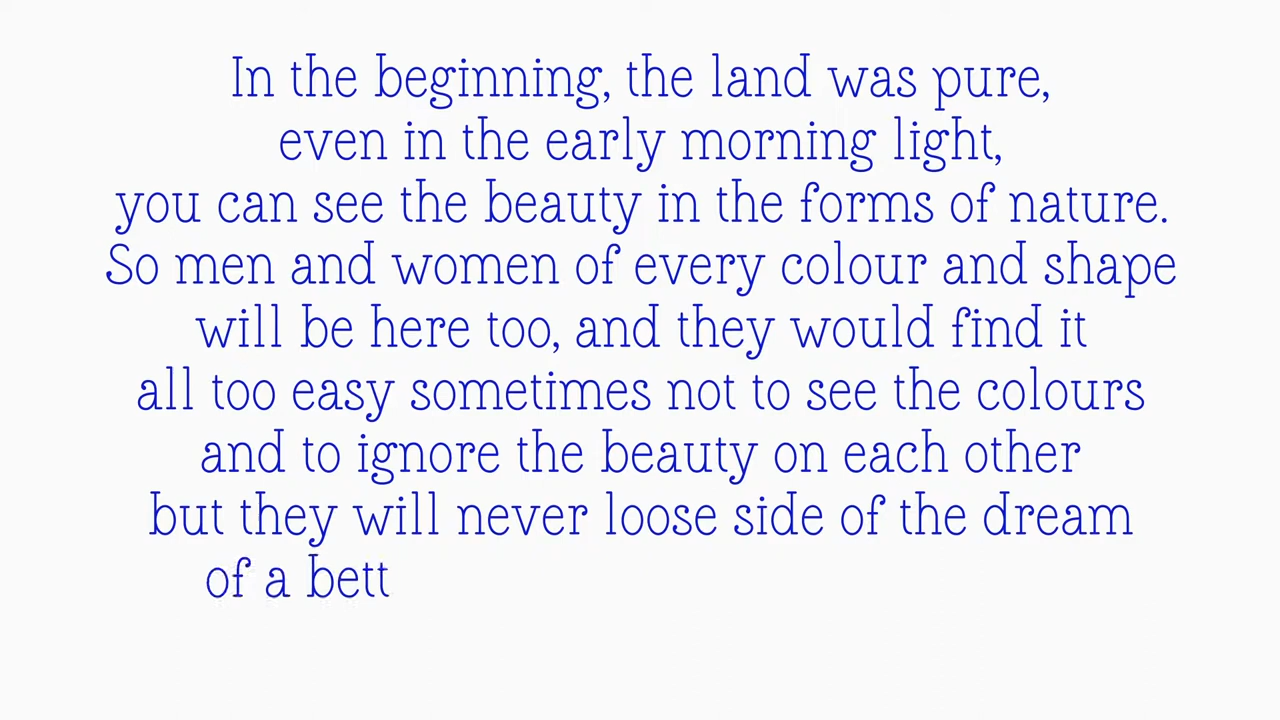 In the beginning, the land was pure,
even in the early morning light,
you can see the beauty in the forms of nature.
So men and women of every colour and shape
will be here too, and they would find it
all too easy sometimes not to see the colours
and to ignore the beauty on each other
but they will never loose side of the dream
of a bett